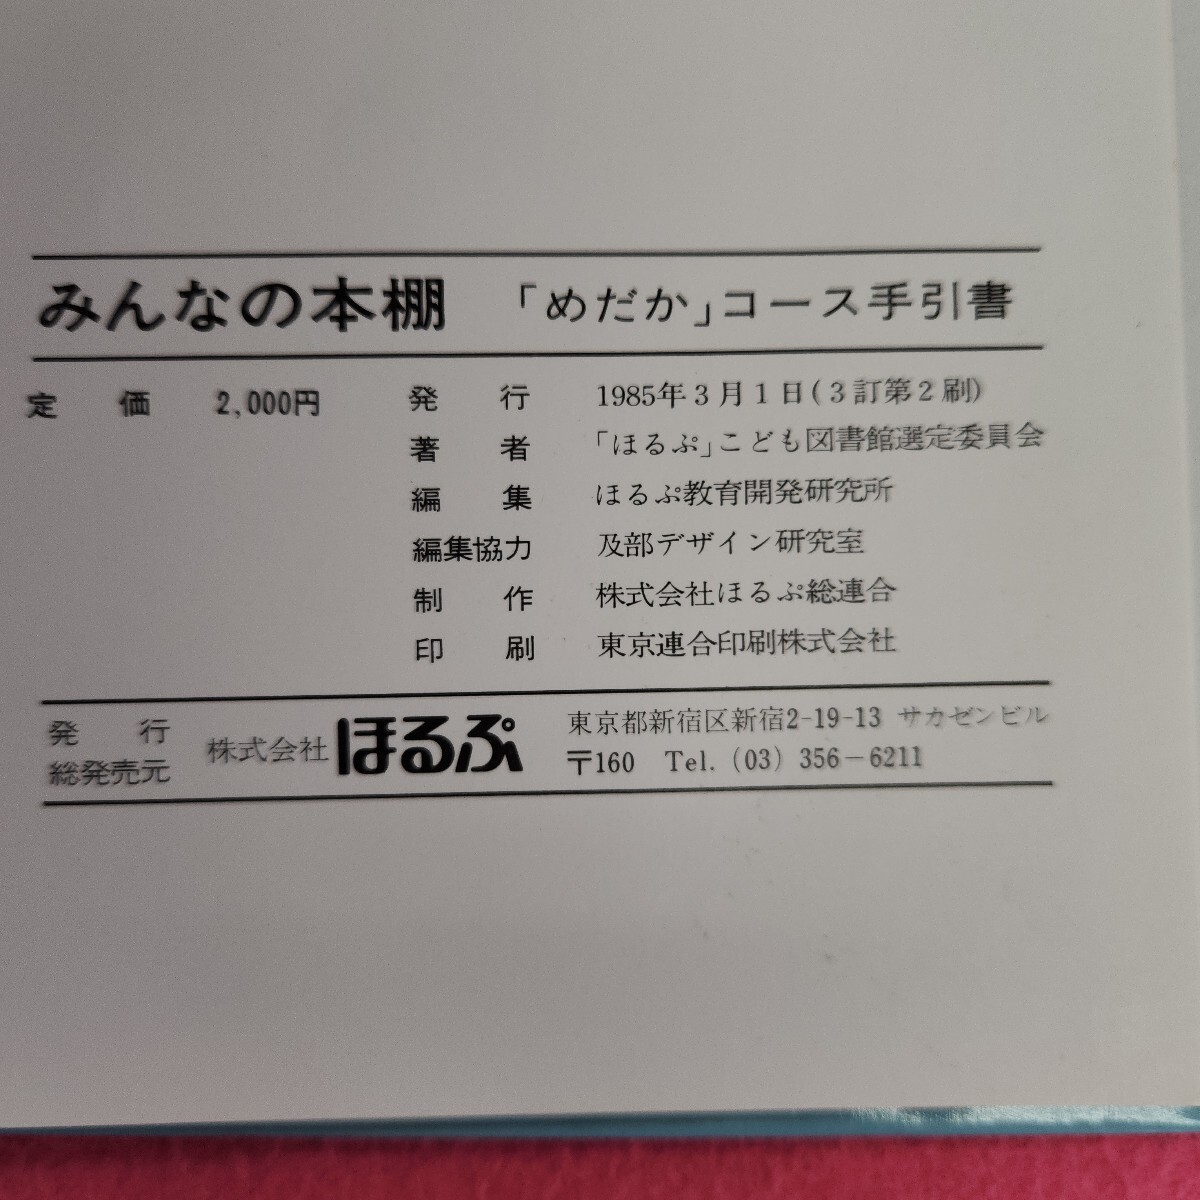 みんなの本棚 「めだか」コース手引書
定価 2,000円
発行 1985年3月1日(3訂第2刷)
著者 「ほるぷ」こども図書館選定委員会
編集 ほるぷ教育開発研究所
編集協力 及部デザイン研究室
制作 株式会社ほるぷ総連合
印刷 東京連合印刷株式会社
発行
総発売元
株式会社 ほるぷ
東京都新宿区新宿2-19-13 サカゼンビル
〒160 Tel. (03) 356-6211